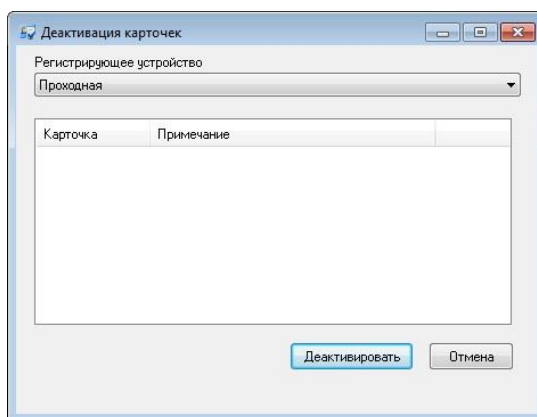 Деактивация карточек
Регистрирующее устройство
Проходная
Карточка Примечание
Деактивировать Отмена